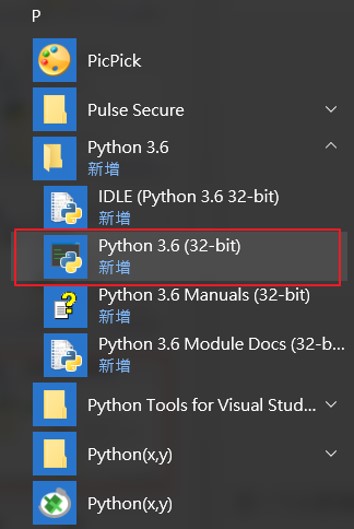 P
PicPick
Pulse Secure
Python 3.6
新增
IDLE (Python 3.6 32-bit)
新增
Python 3.6 (32-bit)
新增
Python 3.6 Manuals (32-bit)
新增
Python 3.6 Module Docs (32-b...
新增
Python Tools for Visual Stud...
Python(x,y)
Python(x,y)